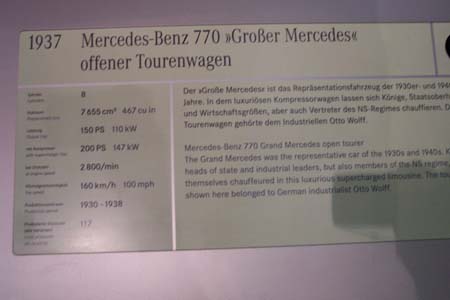 1937 Mercedes-Benz 770 »Großer Mercedes«
offener Tourenwagen
8
7 655 cm³ 467 cu in
150 PS 110 kW
200 PS 147 kW
2.800/min
160 km/h 100 mph
1930 - 1938
117
Der »Große Mercedes« ist das Repräsentationsfahrzeug der 1930er- und
Jahre. In dem luxuriösen Kompressorwagen lassen sich Könige, Staatsoberh
und Wirtschaftsgrößen, aber auch Vertreter des NS-Regimes chauffieren. D
Tourenwagen gehörte dem Industriellen Otto Wolff.
Mercedes-Benz 770 Grand Mercedes open tourer
The Grand Mercedes was the representative car of the 1930s and 1940s. K
heads of state and industrial leaders, but also members of the NS regime,
themselves chauffeured in this luxurious supercharged limousine. The tou
shown here belonged to German industrialist Otto Wolff.